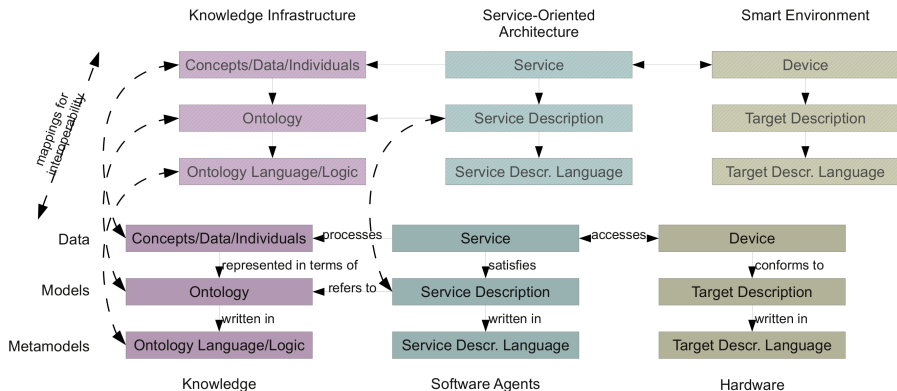 Knowledge Infrastructure
Service-Oriented
Architecture
Smart Environment
Concepts/Data/Individuals
Service
Device
mappings for
interoperability
Ontology
Service Description
Target Description
Ontology Language/Logic
Service Descr. Language
Target Descr. Language
Data
Concepts/Data/Individuals
processes
Service
accesses
Device
represented in terms of
satisfies
conforms to
Models
Ontology
refers to
Service Description
Target Description
written in
written in
written in
Metamodels
Ontology Language/Logic
Service Descr. Language
Target Descr. Language
Knowledge
Software Agents
Hardware